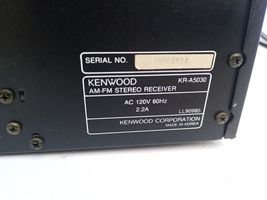 SERIAL NO.
KENWOOD KR-A5030
AM-FM STEREO RECEIVER
AC 120V 60Hz
2.2A
LL90985
KENWOOD CORPORATION
MADE IN KOREA